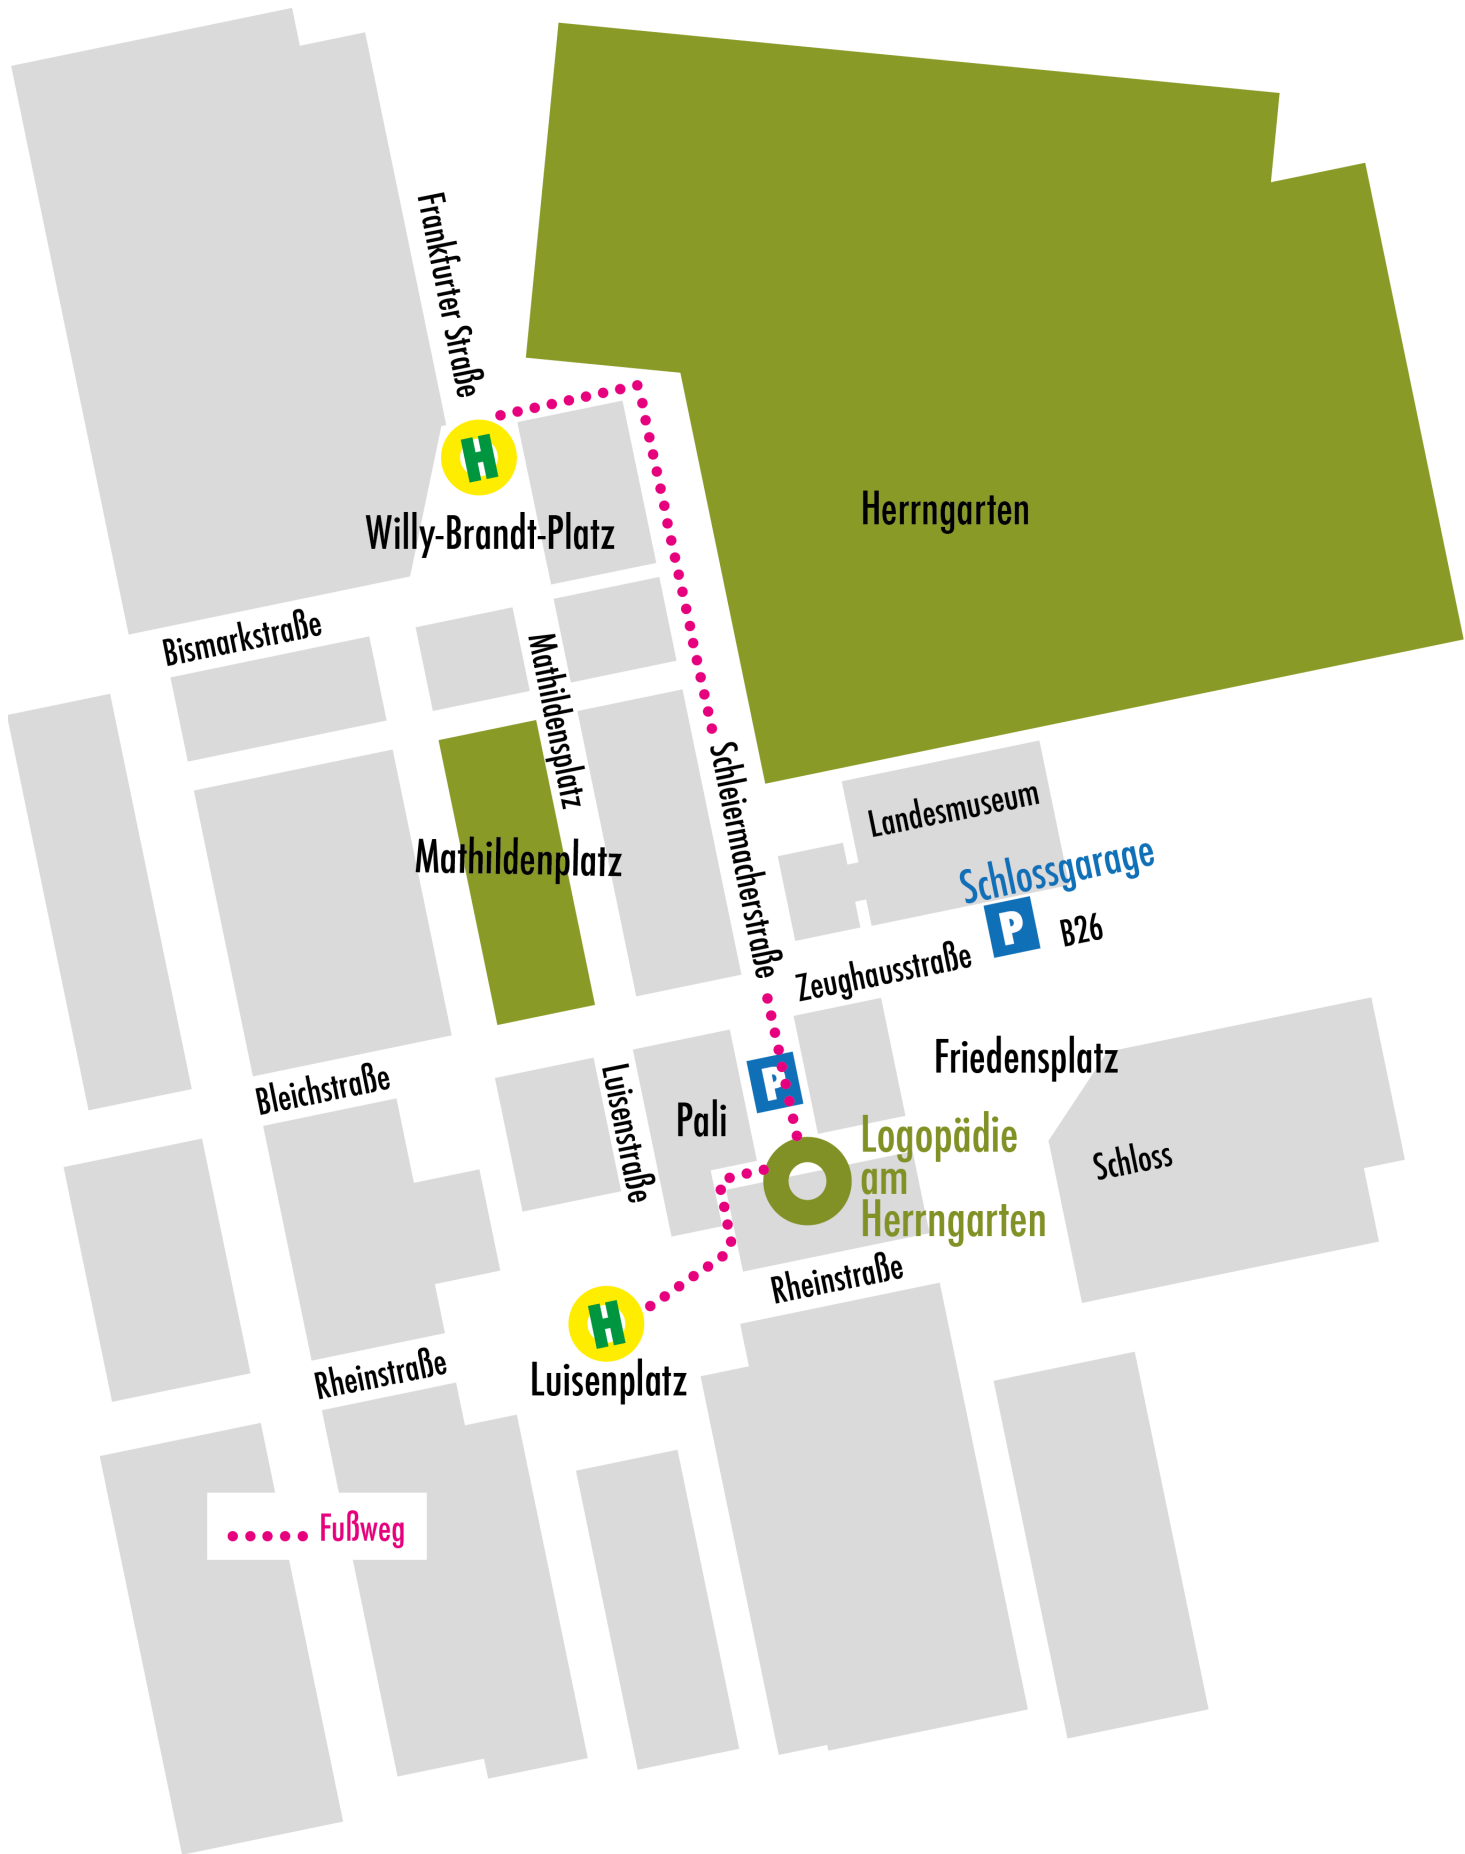 Frankfurter Straße
H
Willy-Brandt-Platz
Herrngarten
Bismarkstraße
Mathildensplatz
Mathildenplatz
Schleiermacherstraße
Landesmuseum
Schlossgarage
P
B26
Zeughausstraße
Friedensplatz
Bleichstraße
Luisenstraße
P
Pali
Logopädie
am
Herrngarten
Schloss
Rheinstraße
H
Luisenplatz
Rheinstraße
Fußweg